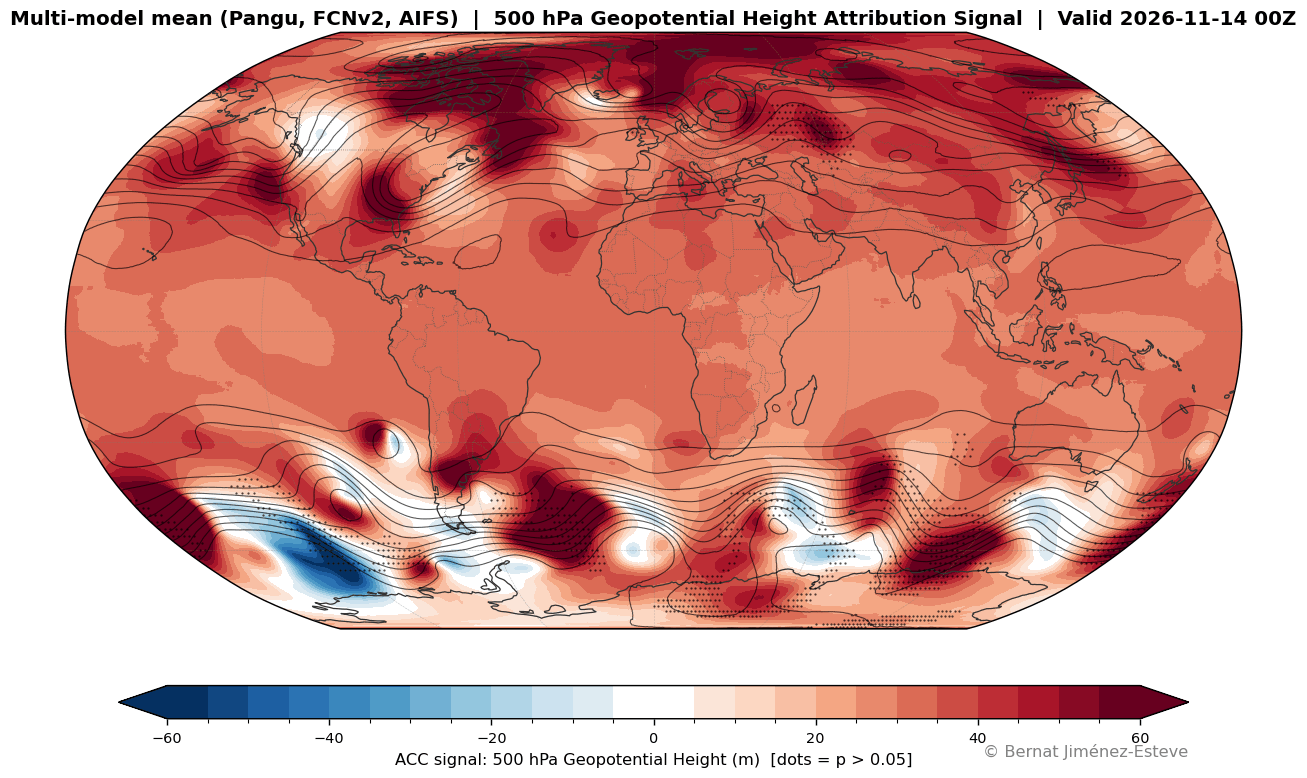 Multi-model mean (Pangu, FCNv2, AIFS) | 500 hPa Geopotential Height Attribution Signal | Valid 2026-11-14 00Z
−60 −40 −20 0 20 40 60
ACC signal: 500 hPa Geopotential Height (m) [dots = p > 0.05]
© Bernat Jiménez-Esteve